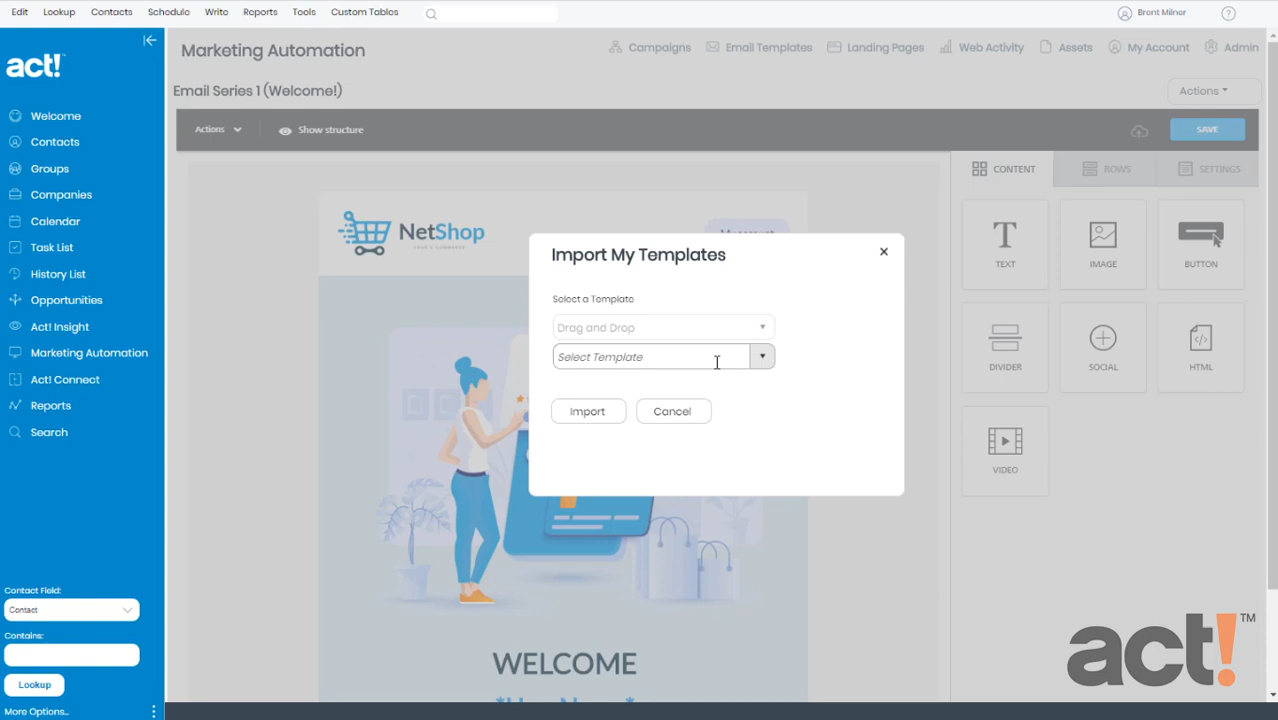 Edit Lookup Contacts Schedule Write Reports Tools Custom Tables
Brent Milner
?
act!™
Marketing Automation
Campaigns Email Templates Landing Pages Web Activity Assets My Account Admin
Email Series 1 (Welcome!)
Actions
Actions
Show structure
SAVE
Welcome
Contacts
Groups
Companies
Calendar
Task List
History List
Opportunities
Act! Insight
Marketing Automation
Act! Connect
Reports
Search
Contact Field:
Contact
Contains:
Lookup
More Options...
NetShop
Import My Templates
×
Select a Template
Drag and Drop
Select Template
Import
Cancel
WELCOME
CONTENT
ROWS
SETTINGS
TEXT
IMAGE
BUTTON
DIVIDER
SOCIAL
HTML
VIDEO
act!™